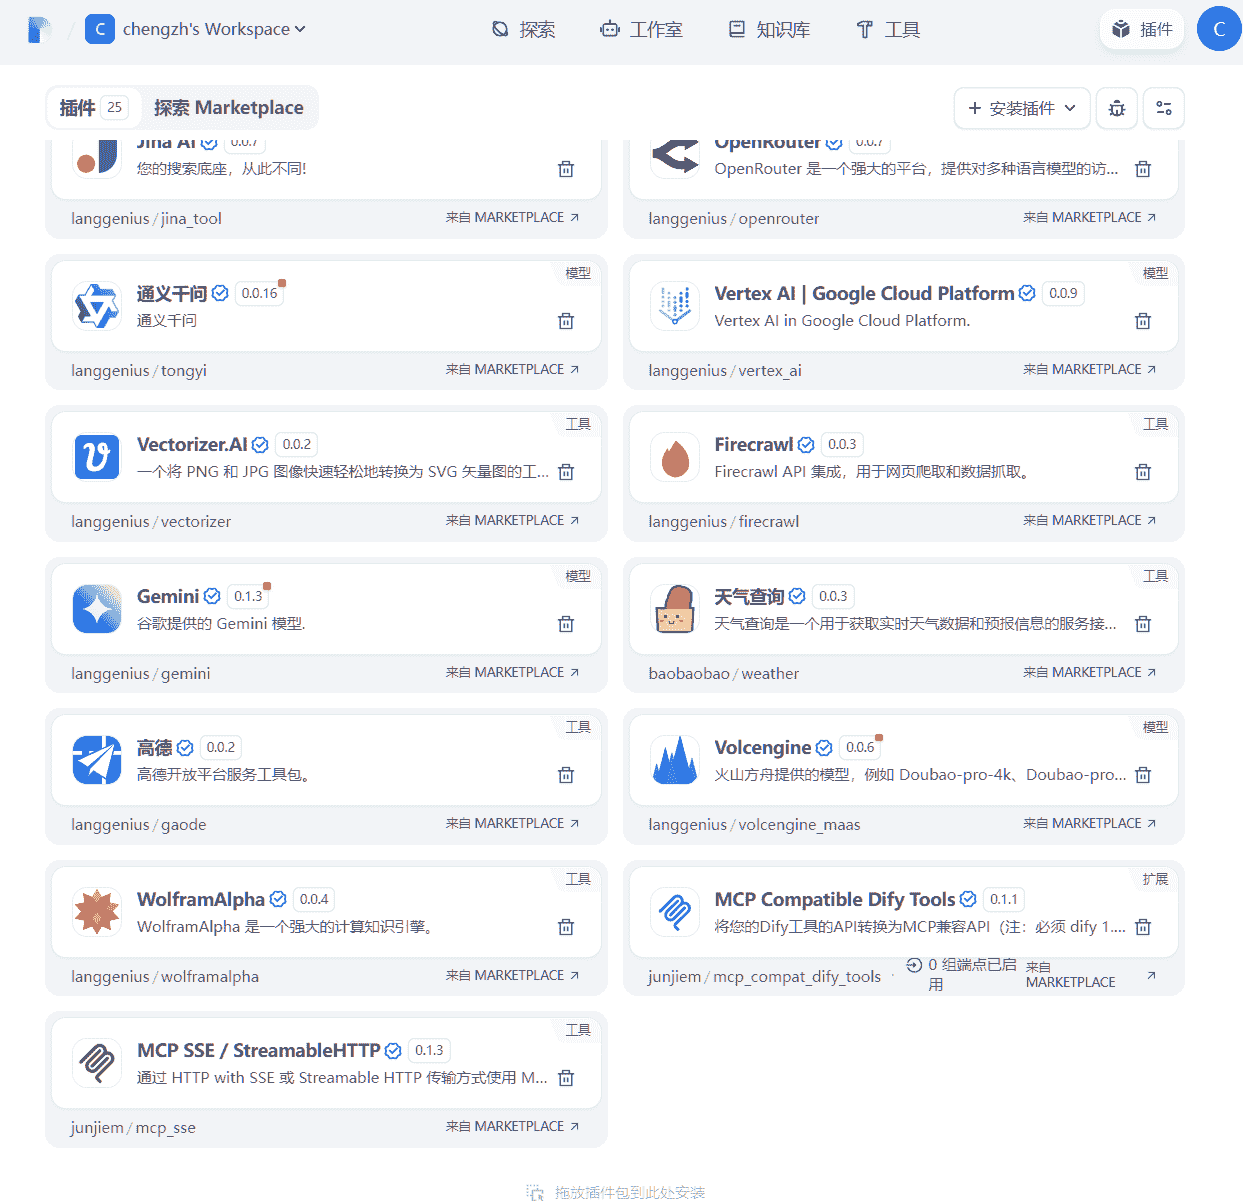 C chengzh's Workspace 探索 工作室 知识库 工具 插件 C
插件 25 探索 Marketplace 安装插件
Jina AI 0.0.7
您的搜索底座，从此不同!
langgenius / jina_tool 来自 MARKETPLACE
OpenRouter 0.0.7
OpenRouter 是一个强大的平台，提供对多种语言模型的访...
langgenius / openrouter 来自 MARKETPLACE
模型
通义千问 0.0.16
通义千问
langgenius / tongyi 来自 MARKETPLACE
模型
Vertex AI | Google Cloud Platform 0.0.9
Vertex AI in Google Cloud Platform.
langgenius / vertex_ai 来自 MARKETPLACE
工具
Vectorizer.AI 0.0.2
一个将 PNG 和 JPG 图像快速轻松地转换为 SVG 矢量图的工...
langgenius / vectorizer 来自 MARKETPLACE
工具
Firecrawl 0.0.3
Firecrawl API 集成，用于网页爬取和数据抓取。
langgenius / firecrawl 来自 MARKETPLACE
模型
Gemini 0.1.3
谷歌提供的 Gemini 模型.
langgenius / gemini 来自 MARKETPLACE
工具
天气查询 0.0.3
天气查询是一个用于获取实时天气数据和预报信息的服务接...
baobaobao / weather 来自 MARKETPLACE
工具
高德 0.0.2
高德开放平台服务工具包。
langgenius / gaode 来自 MARKETPLACE
模型
Volcengine 0.0.6
火山方舟提供的模型，例如 Doubao-pro-4k、Doubao-pro...
langgenius / volcengine_maas 来自 MARKETPLACE
工具
WolframAlpha 0.0.4
WolframAlpha 是一个强大的计算知识引擎。
langgenius / wolframalpha 来自 MARKETPLACE
扩展
MCP Compatible Dify Tools 0.1.1
将您的Dify工具的API转换为MCP兼容API（注：必须 dify 1....
junjiem / mcp_compat_dify_tools · 0 组端点已启用 来自 MARKETPLACE
工具
MCP SSE / StreamableHTTP 0.1.3
通过 HTTP with SSE 或 Streamable HTTP 传输方式使用 M...
junjiem / mcp_sse 来自 MARKETPLACE
拖放插件包到此处安装